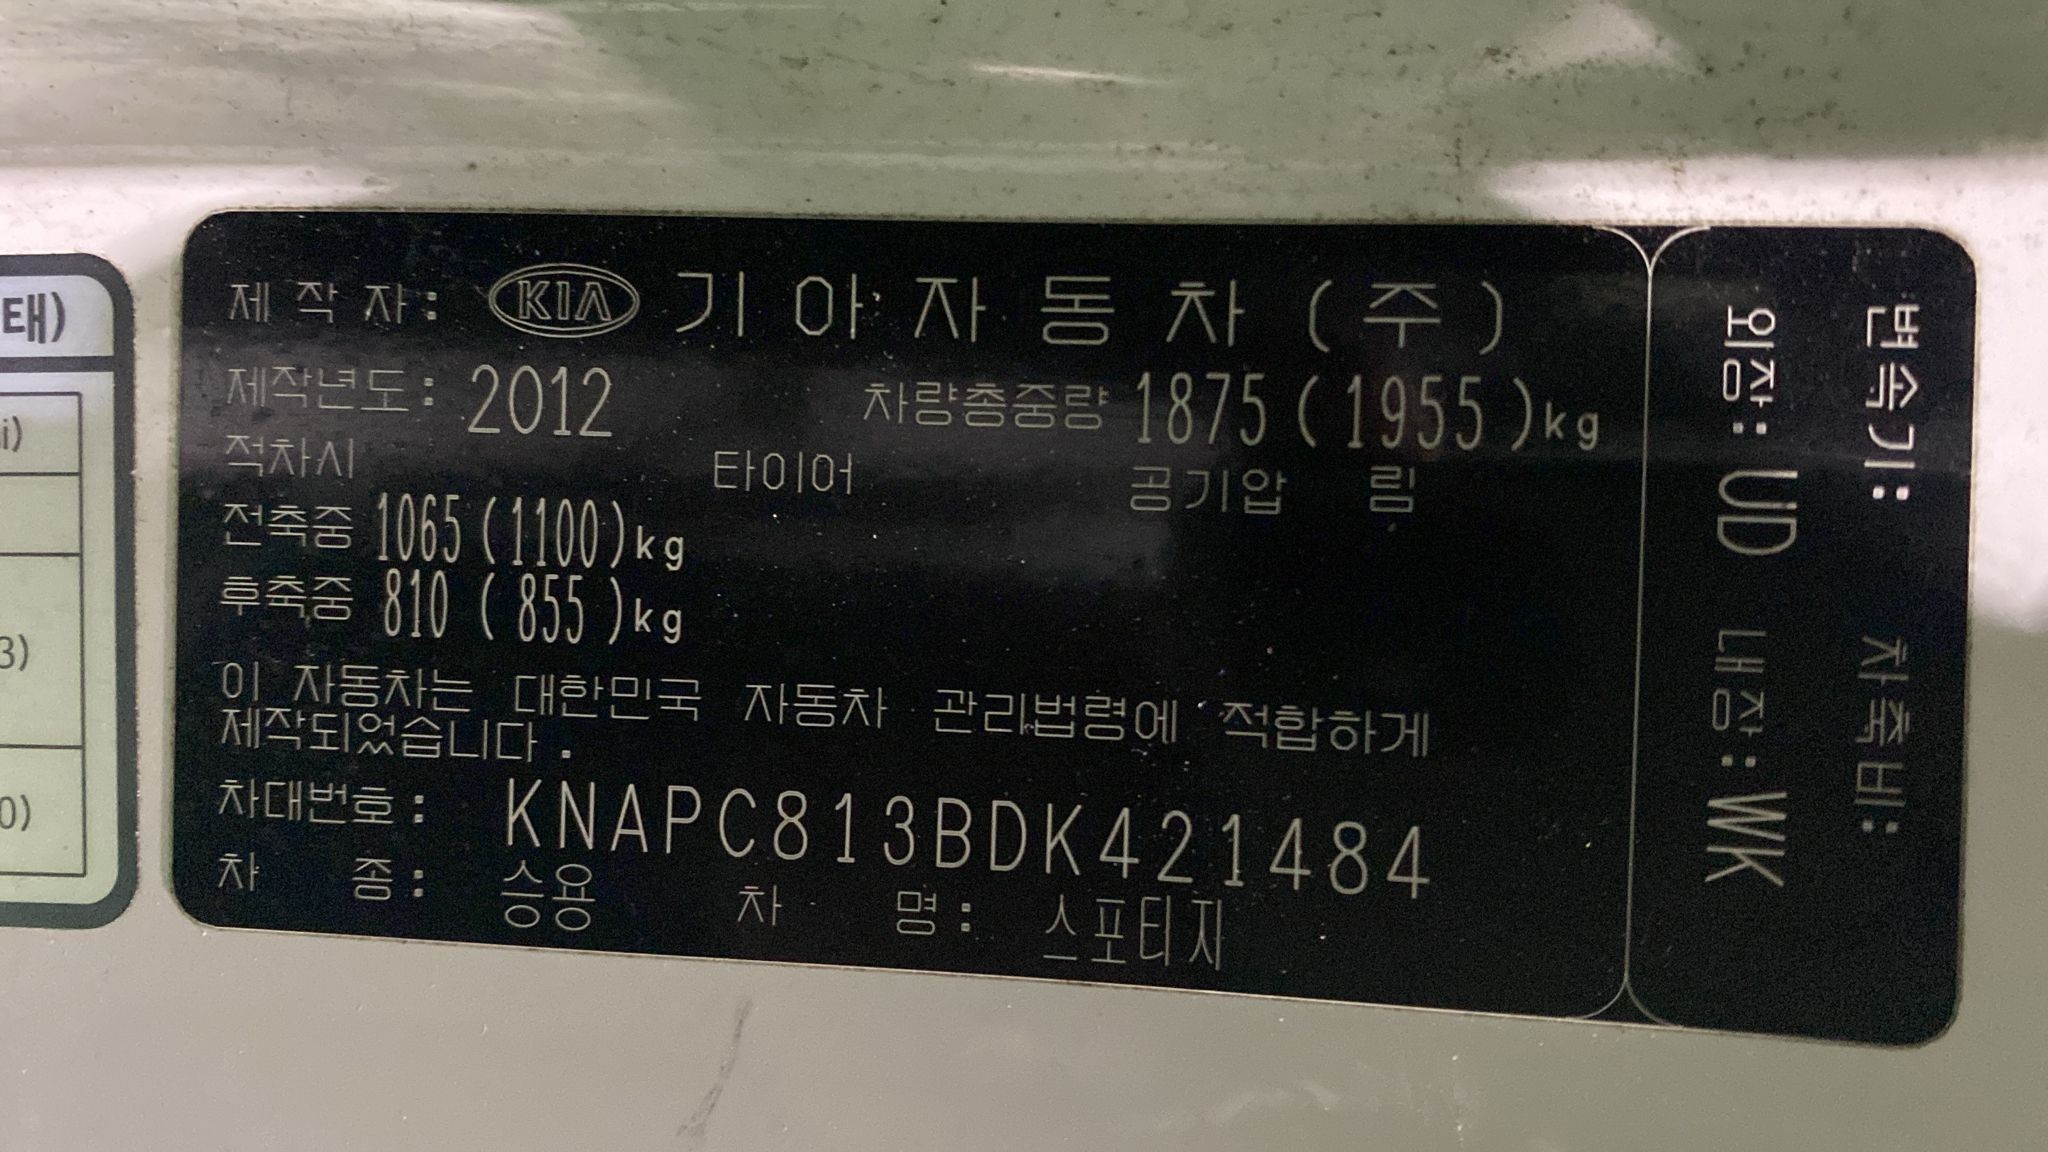 태)
i)
3)
0)
제 작 자: KIA 기 아 자 동 차 ( 주 )
제작년도: 2012 차량총중량 1875 ( 1955 )kg
적차시 타이어 공기압 림
전축중 1065 (1100)kg
후축중 810 ( 855 )kg
이 자동차는 대한민국 자동차 관리법령에 적합하게
제작되었습니다.
차대번호: KNAPC813BDK421484
차 종: 승용 차 명: 스포티지
변속기: 차축비:
외장: UD 내장: WK